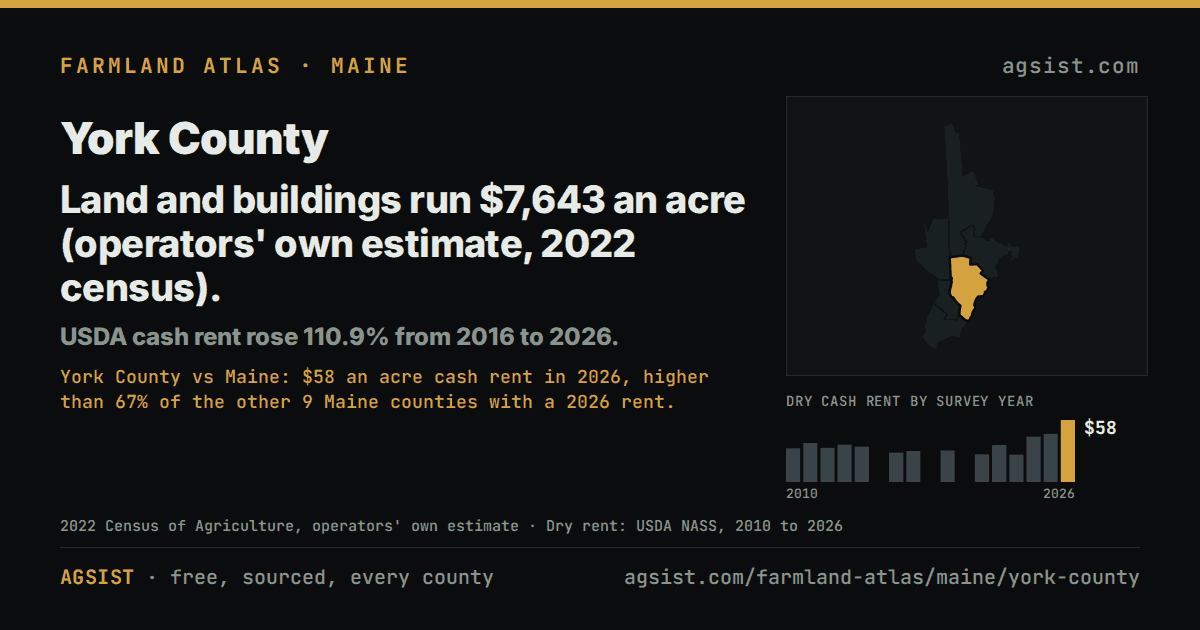 FARMLAND ATLAS · MAINE
agsist.com
York County
Land and buildings run $7,643 an acre
(operators' own estimate, 2022
census).
USDA cash rent rose 110.9% from 2016 to 2026.
York County vs Maine: $58 an acre cash rent in 2026, higher
than 67% of the other 9 Maine counties with a 2026 rent.
DRY CASH RENT BY SURVEY YEAR
$58
2010
2026
2022 Census of Agriculture, operators' own estimate · Dry rent: USDA NASS, 2010 to 2026
AGSIST · free, sourced, every county
agsist.com/farmland-atlas/maine/york-county